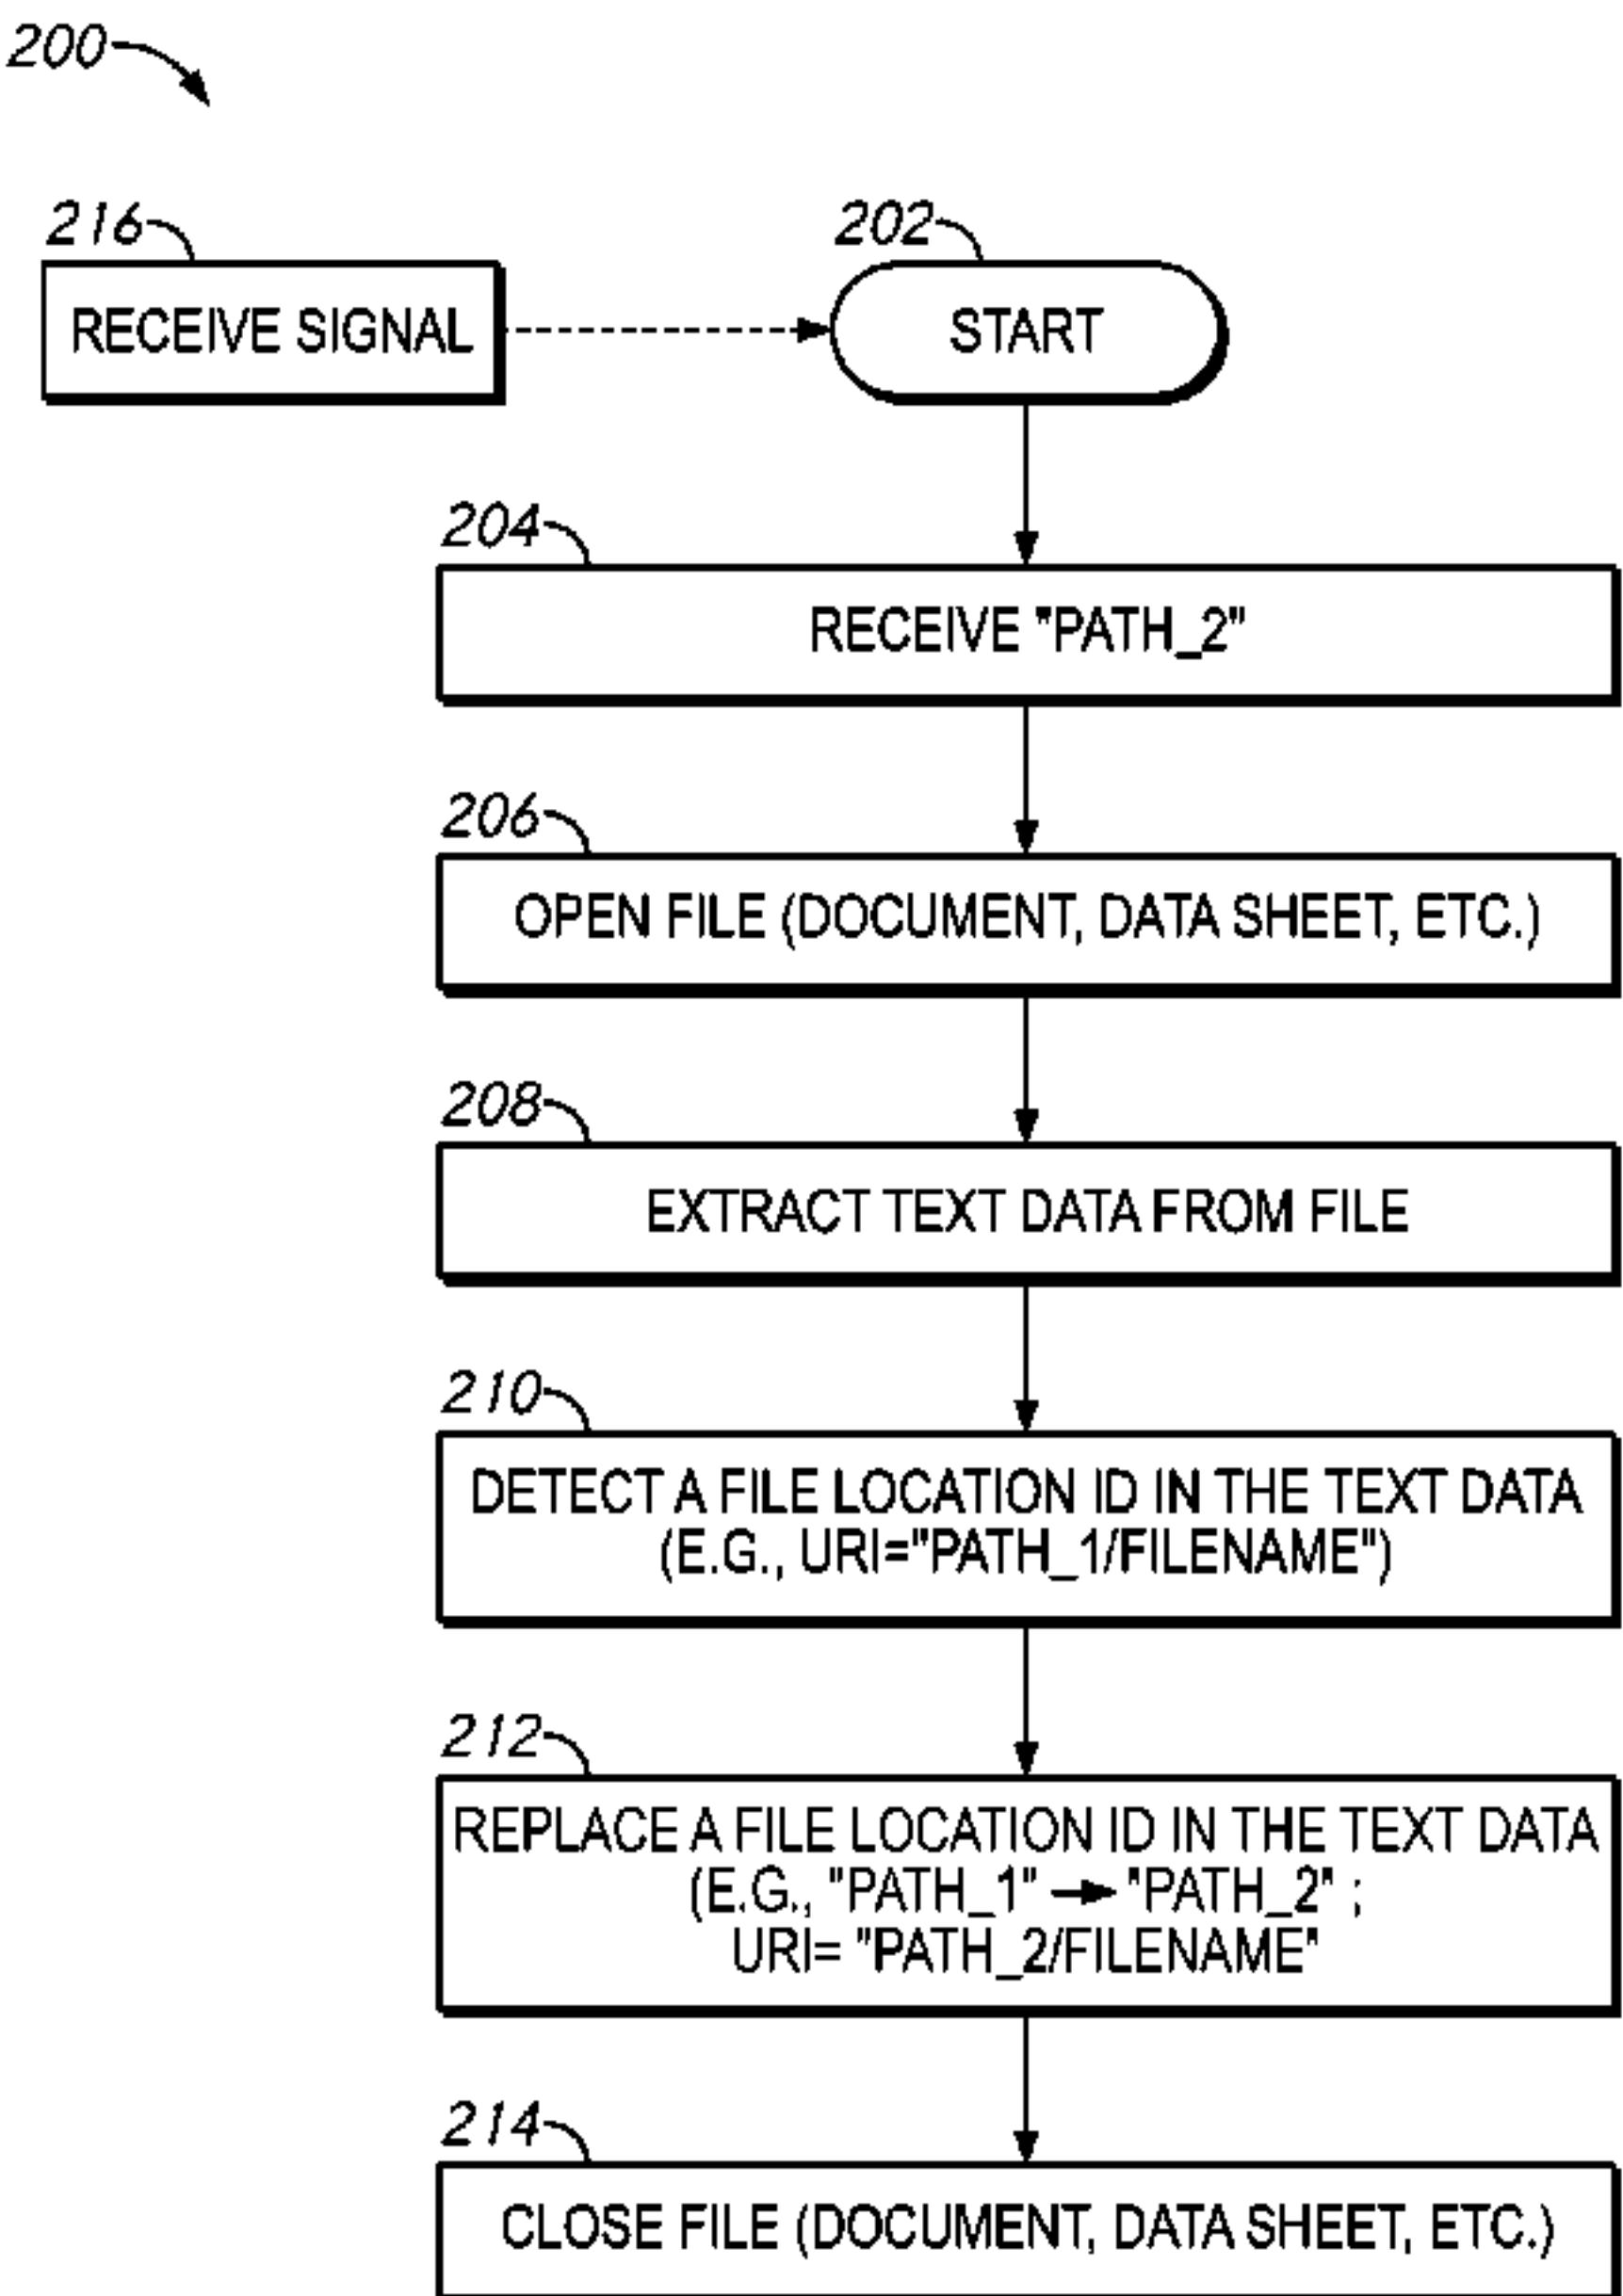 200
216
RECEIVE SIGNAL
202
START
204
RECEIVE "PATH_2"
206
OPEN FILE (DOCUMENT, DATA SHEET, ETC.)
208
EXTRACT TEXT DATA FROM FILE
210
DETECT A FILE LOCATION ID IN THE TEXT DATA
(E.G., URI="PATH_1/FILENAME")
212
REPLACE A FILE LOCATION ID IN THE TEXT DATA
(E.G., "PATH_1" → "PATH_2" ;
URI= "PATH_2/FILENAME"
214
CLOSE FILE (DOCUMENT, DATA SHEET, ETC.)